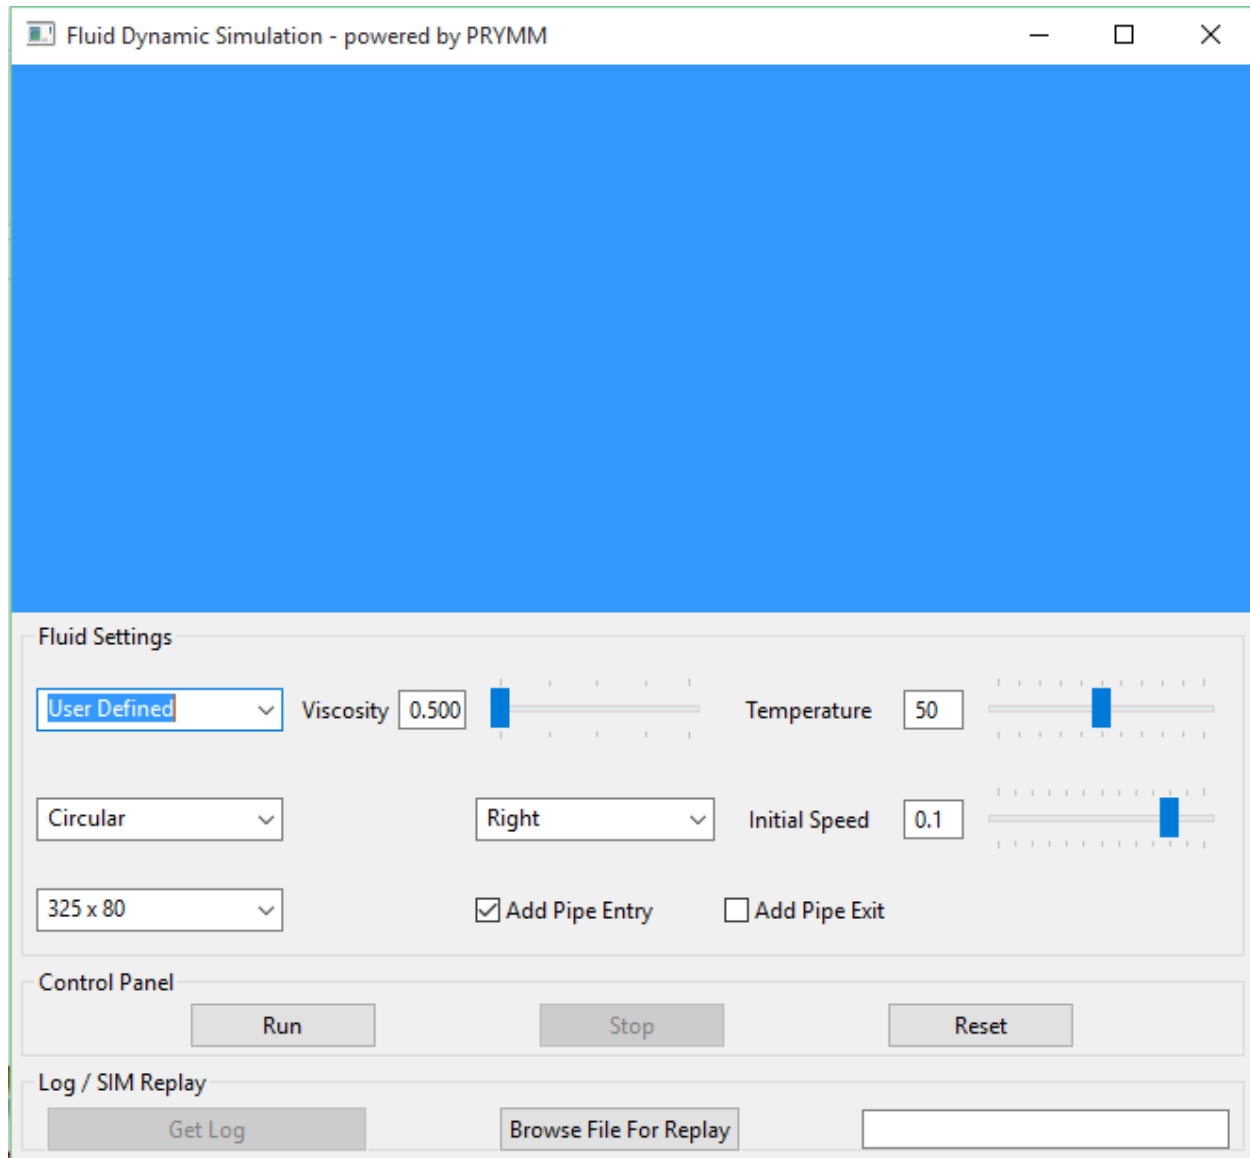 Fluid Dynamic Simulation - powered by PRYMM
Fluid Settings
User Defined Viscosity 0.500 Temperature 50
Circular Right Initial Speed 0.1
325 x 80 Add Pipe Entry Add Pipe Exit
Control Panel
Run Stop Reset
Log / SIM Replay
Get Log Browse File For Replay